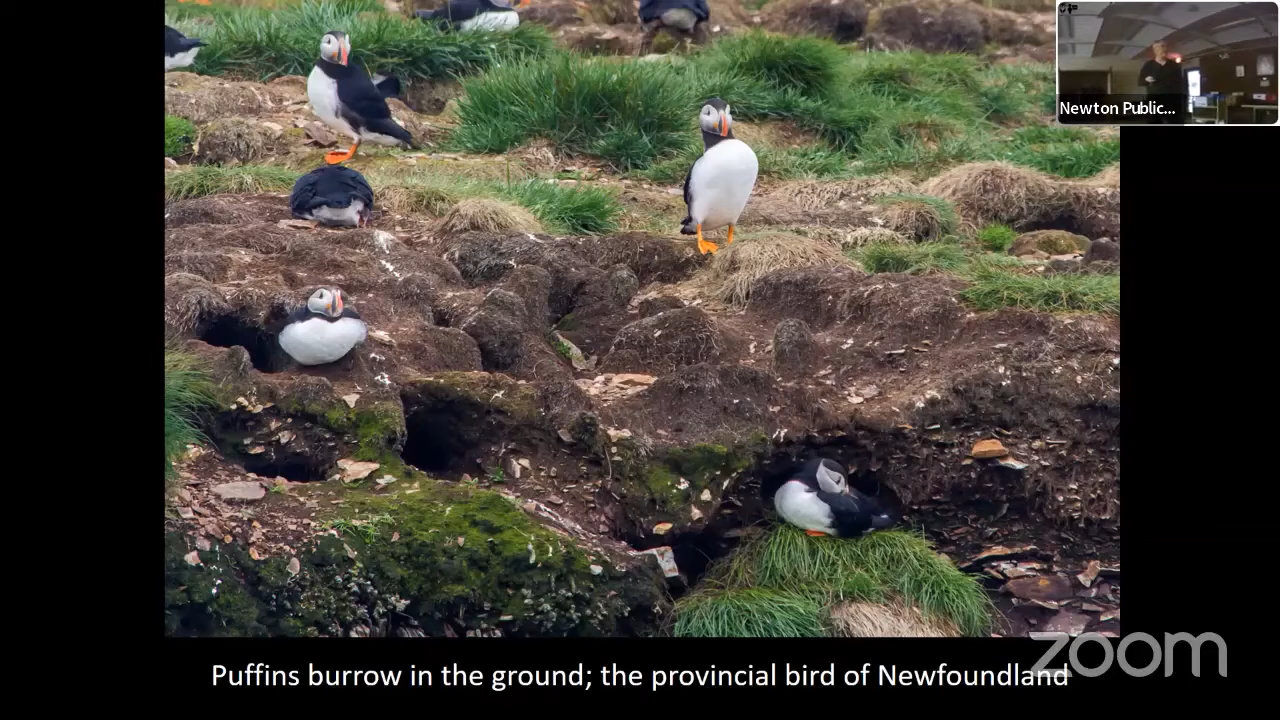 Newton Public...
Puffins burrow in the ground; the provincial bird of Newfoundland
zoom